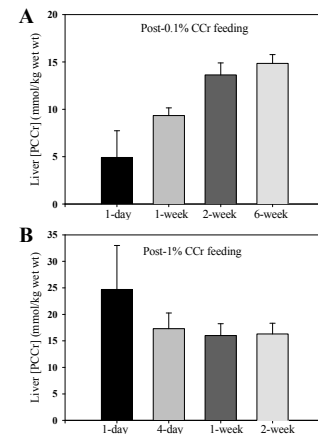 A
Post-0.1% CCr feeding
Liver [PCCr] (mmol/kg wet wt)
20
15
10
5
0
1-day 1-week 2-week 6-week
B
Post-1% CCr feeding
Liver [PCCr] (mmol/kg wet wt)
35
30
25
20
15
10
5
0
1-day 4-day 1-week 2-week